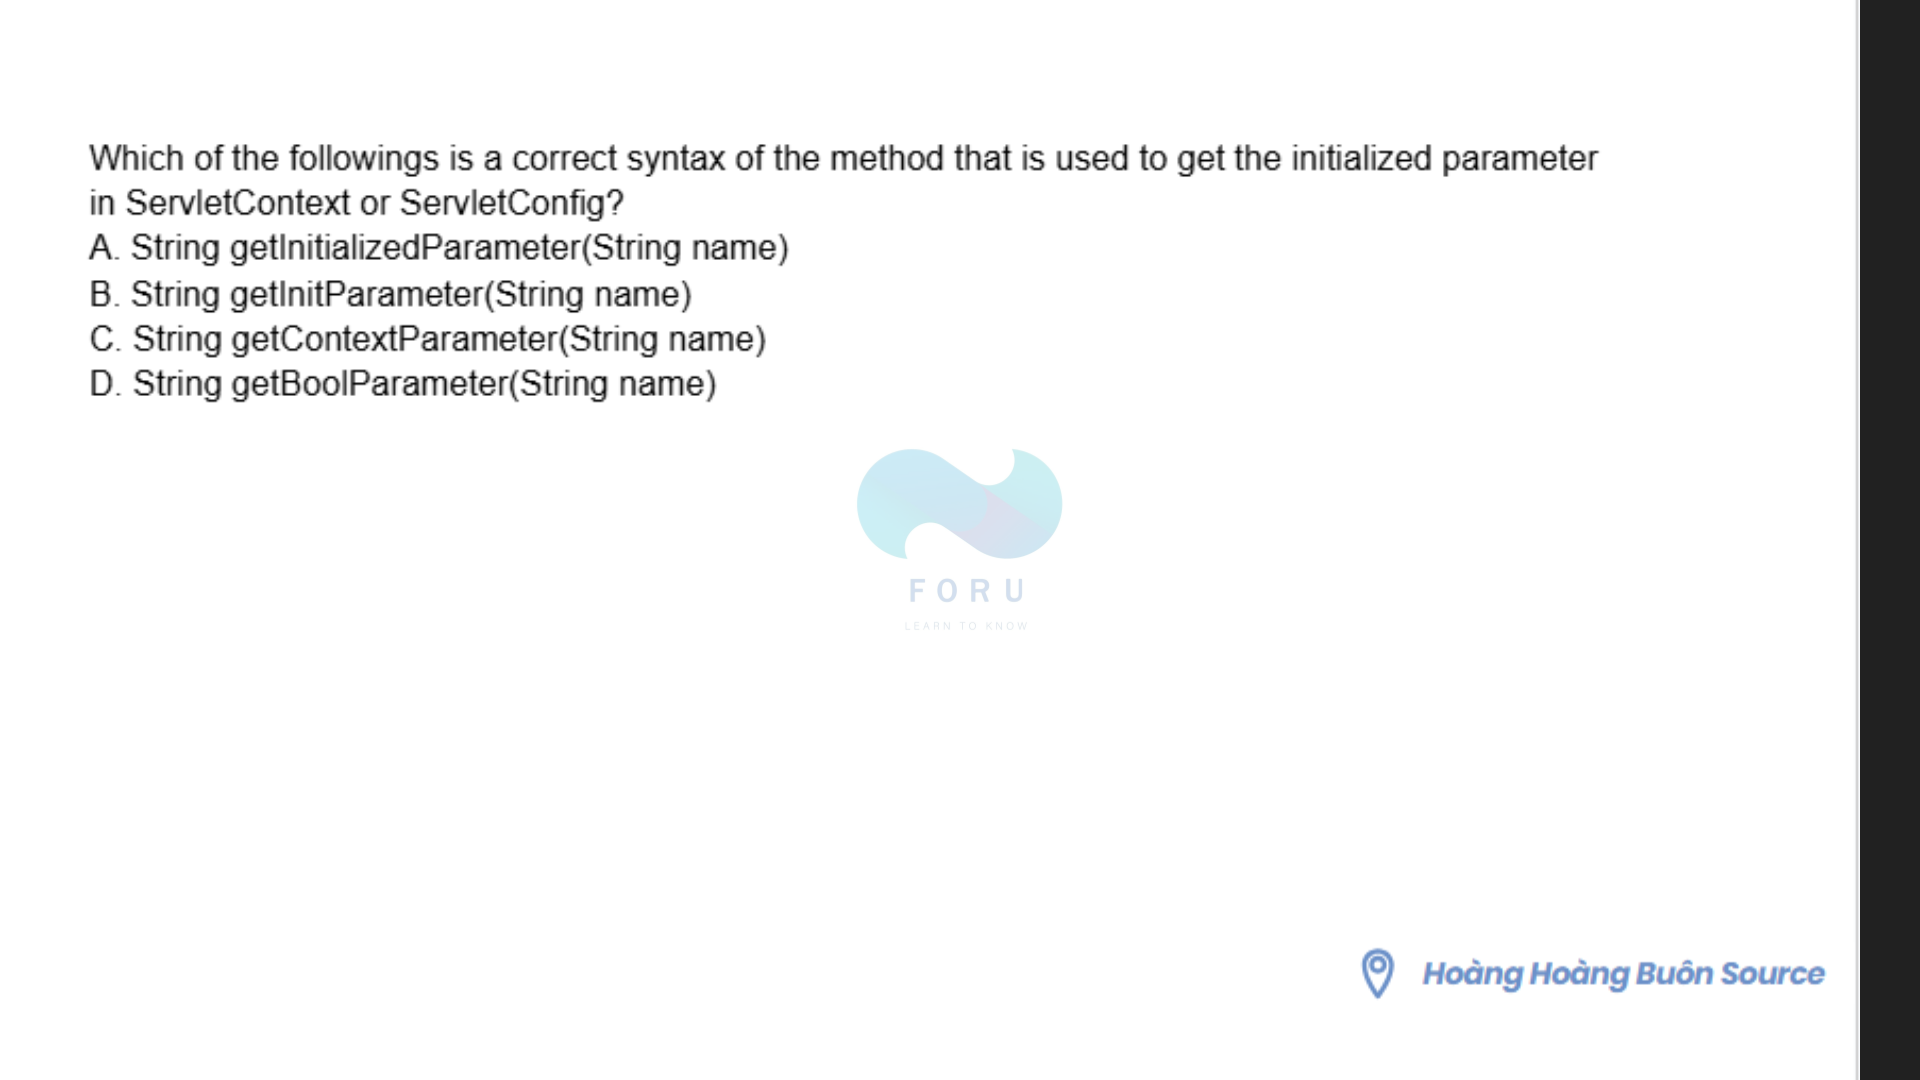 Which of the followings is a correct syntax of the method that is used to get the initialized parameter
in ServletContext or ServletConfig?
A. String getInitializedParameter(String name)
B. String getInitParameter(String name)
C. String getContextParameter(String name)
D. String getBoolParameter(String name)
FORU
LEARN TO KNOW
Hoàng Hoàng Buôn Source